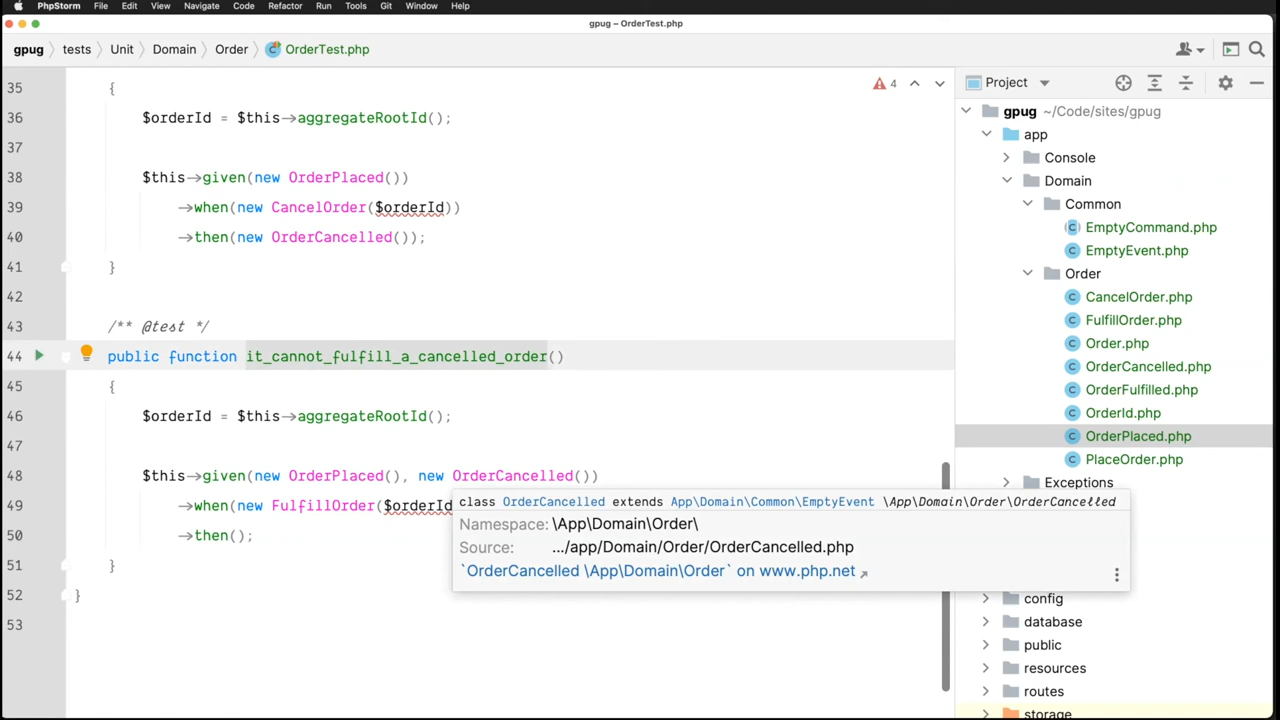 PhpStorm File Edit View Navigate Code Refactor Run Tools Git Window Help
gpug – OrderTest.php
gpug tests Unit Domain Order OrderTest.php
Project
4
35 {
36 $orderId = $this->aggregateRootId();
37
38 $this->given(new OrderPlaced())
39 ->when(new CancelOrder($orderId))
40 ->then(new OrderCancelled());
41 }
42
43 /** @test */
44 public function it_cannot_fulfill_a_cancelled_order()
45 {
46 $orderId = $this->aggregateRootId();
47
48 $this->given(new OrderPlaced(), new OrderCancelled())
49 ->when(new FulfillOrder($orderId
50 ->then();
51 }
52 }
53
class OrderCancelled extends App\Domain\Common\EmptyEvent \App\Domain\Order\OrderCancelled
Namespace: \App\Domain\Order\
Source: .../app/Domain/Order/OrderCancelled.php
`OrderCancelled \App\Domain\Order` on www.php.net
gpug ~/Code/sites/gpug
app
Console
Domain
Common
EmptyCommand.php
EmptyEvent.php
Order
CancelOrder.php
FulfillOrder.php
Order.php
OrderCancelled.php
OrderFulfilled.php
OrderId.php
OrderPlaced.php
PlaceOrder.php
Exceptions
config
database
public
resources
routes
storage